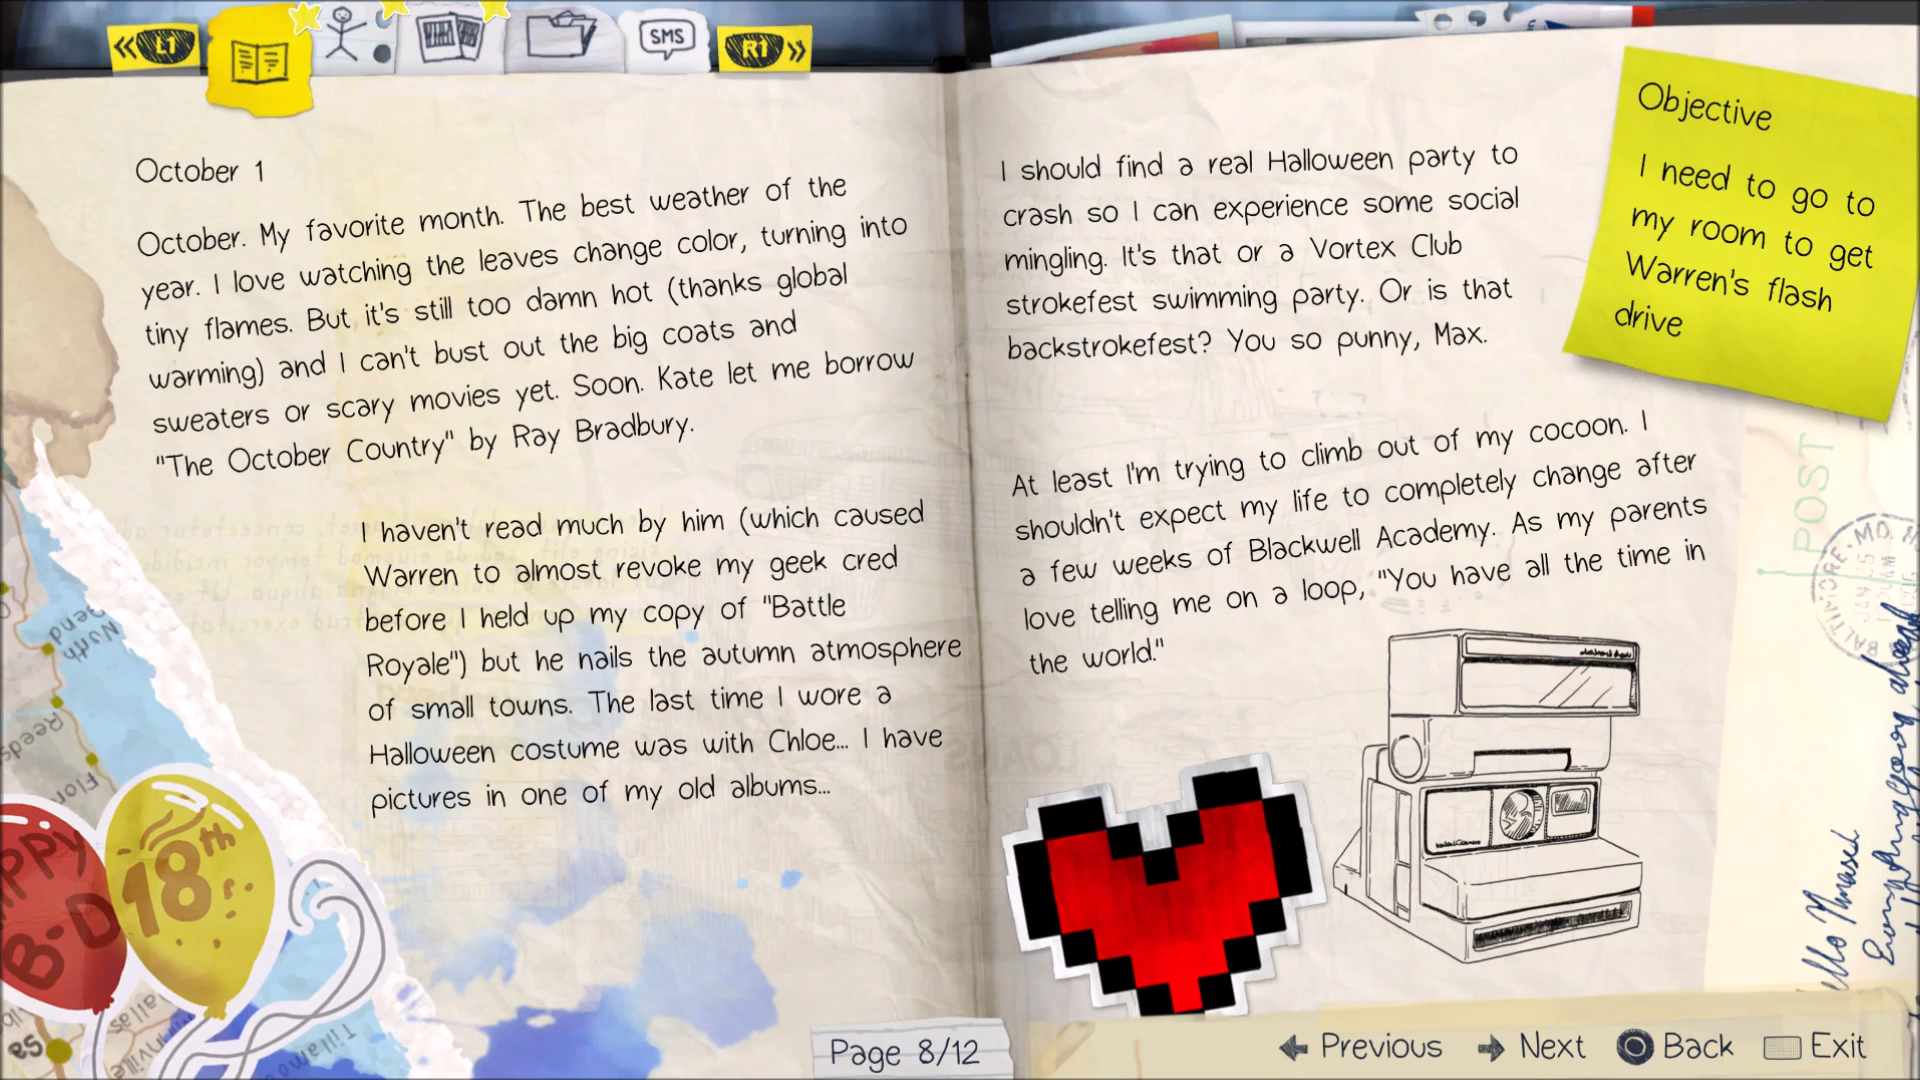 L1
SMS
R1
October 1
October. My favorite month. The best weather of the
year. I love watching the leaves change color, turning into
tiny flames. But it's still too damn hot (thanks global
warming) and I can't bust out the big coats and
sweaters or scary movies yet. Soon. Kate let me borrow
"The October Country" by Ray Bradbury.
I haven't read much by him (which caused
Warren to almost revoke my geek cred
before I held up my copy of "Battle
Royale") but he nails the autumn atmosphere
of small towns. The last time I wore a
Halloween costume was with Chloe... I have
pictures in one of my old albums...
I should find a real Halloween party to
crash so I can experience some social
mingling. It's that or a Vortex Club
strokefest swimming party. Or is that
backstrokefest? You so punny, Max.
At least I'm trying to climb out of my cocoon. I
shouldn't expect my life to completely change after
a few weeks of Blackwell Academy. As my parents
love telling me on a loop, "You have all the time in
the world."
Objective
I need to go to
my room to get
Warren's flash
drive
POST
BALTIMORE, MD.
North
Bend
APPY
B-D
18th
Page 8/12
Previous
Next
Back
Exit